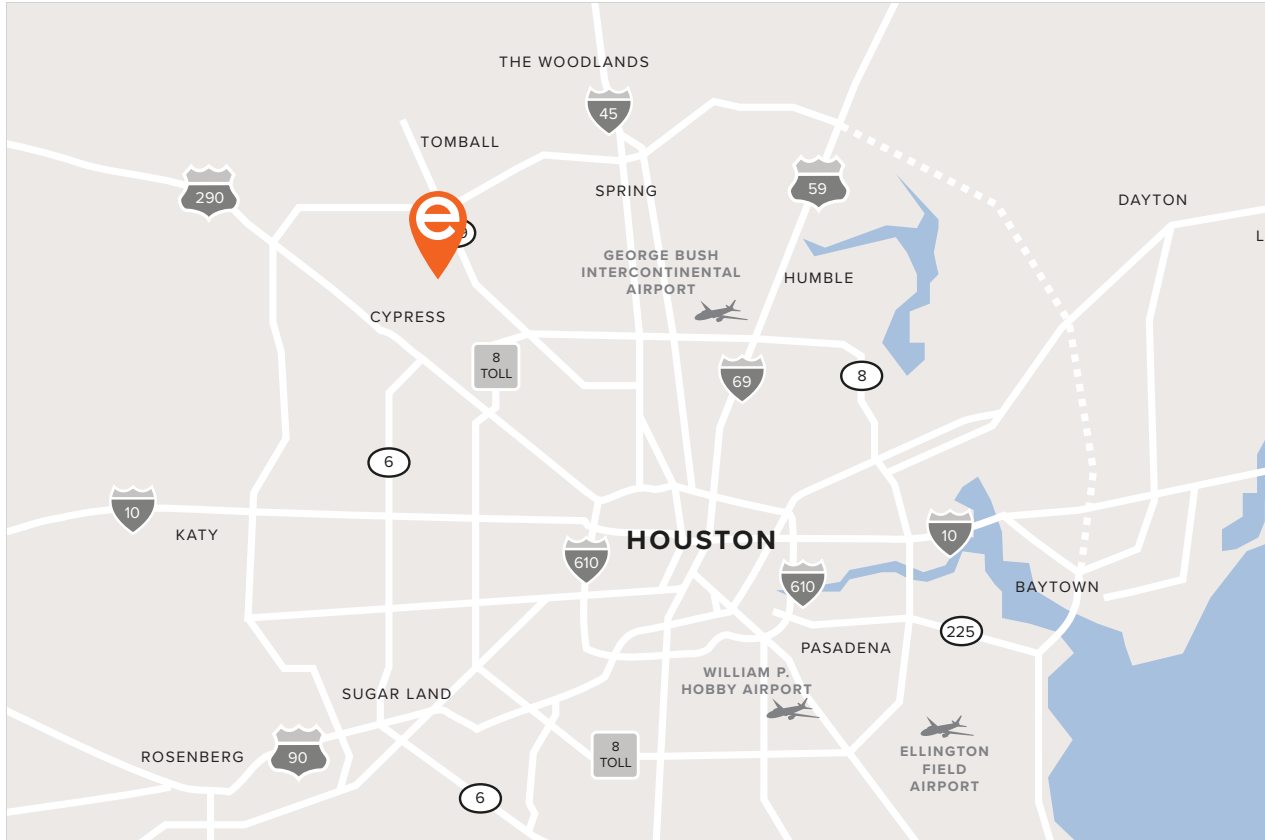 THE WOODLANDS
45
TOMBALL
290
59
SPRING
DAYTON
e
9
L
GEORGE BUSH
INTERCONTINENTAL
AIRPORT
HUMBLE
CYPRESS
8
TOLL
69
8
6
10
KATY
HOUSTON
10
610
610
BAYTOWN
225
PASADENA
WILLIAM P.
HOBBY AIRPORT
SUGAR LAND
ROSENBERG
90
8
TOLL
ELLINGTON
FIELD
AIRPORT
6